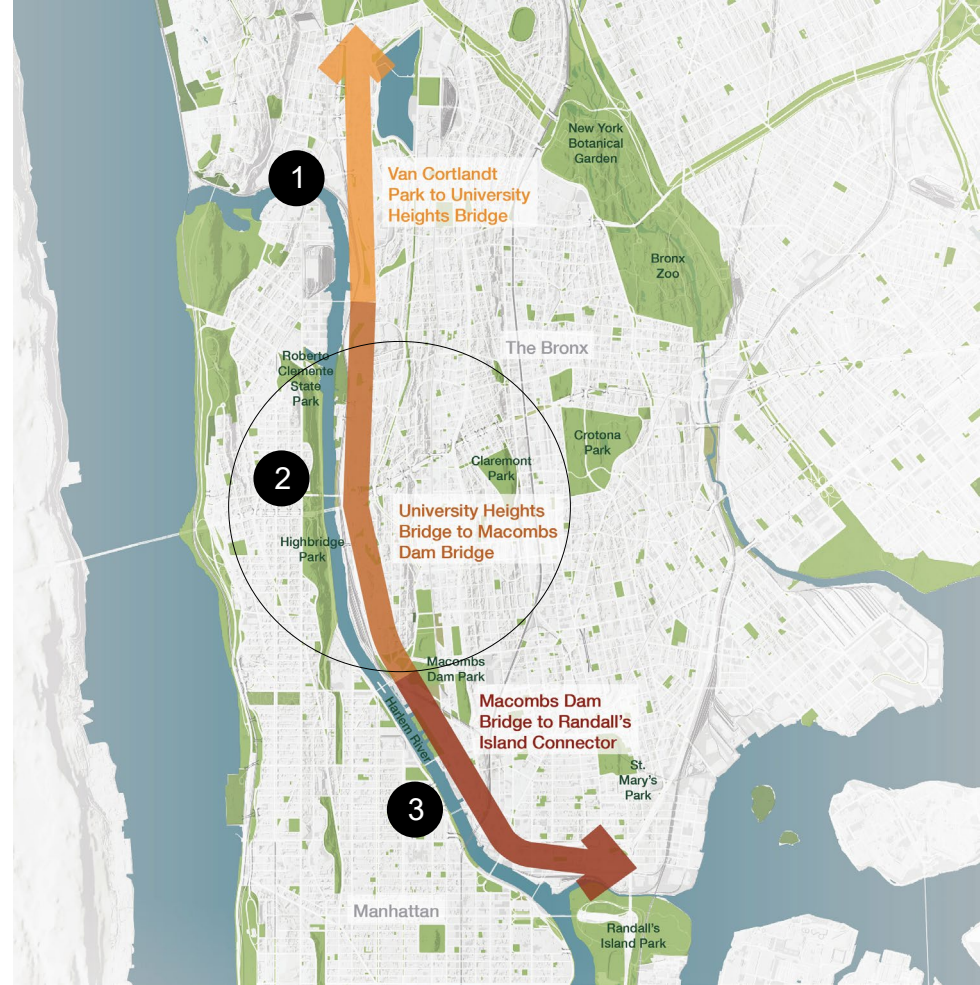 New York
Botanical
Garden
1
Van Cortlandt
Park to University
Heights Bridge
Bronx
Zoo
The Bronx
Roberto
Clemente
State
Park
Crotona
Park
Claremont
Park
2
University Heights
Bridge to Macombs
Dam Bridge
Highbridge
Park
Macombs
Dam Park
Macombs Dam
Bridge to Randall's
Island Connector
Harlem River
St.
Mary's
Park
3
Manhattan
Randall's
Island Park